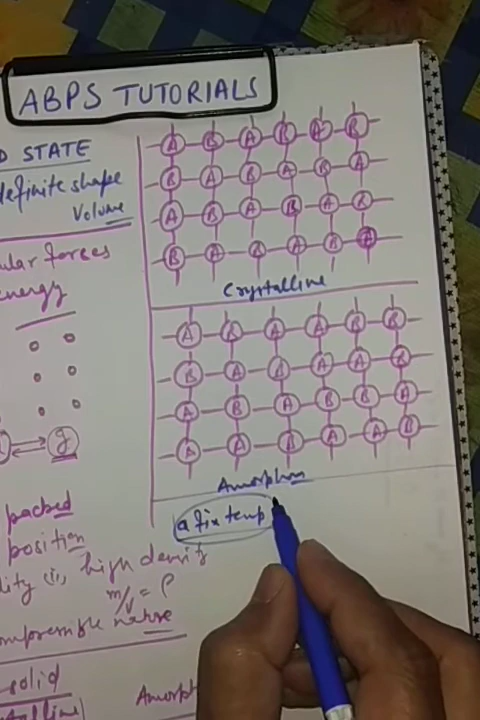 ABPS TUTORIALS
D STATE
definite shape
Volume
ular forces
energy
g
packed
position
lity (i, high density
m/v = ρ
ompressible nature
solid
Amorph
A B A B A B
B A B A B A
A B A B A B
B A B A B A
Crystalline
A B A A B B
B A B A A B
A B A B B A
A A B A A B
Amorphous
a fix temp